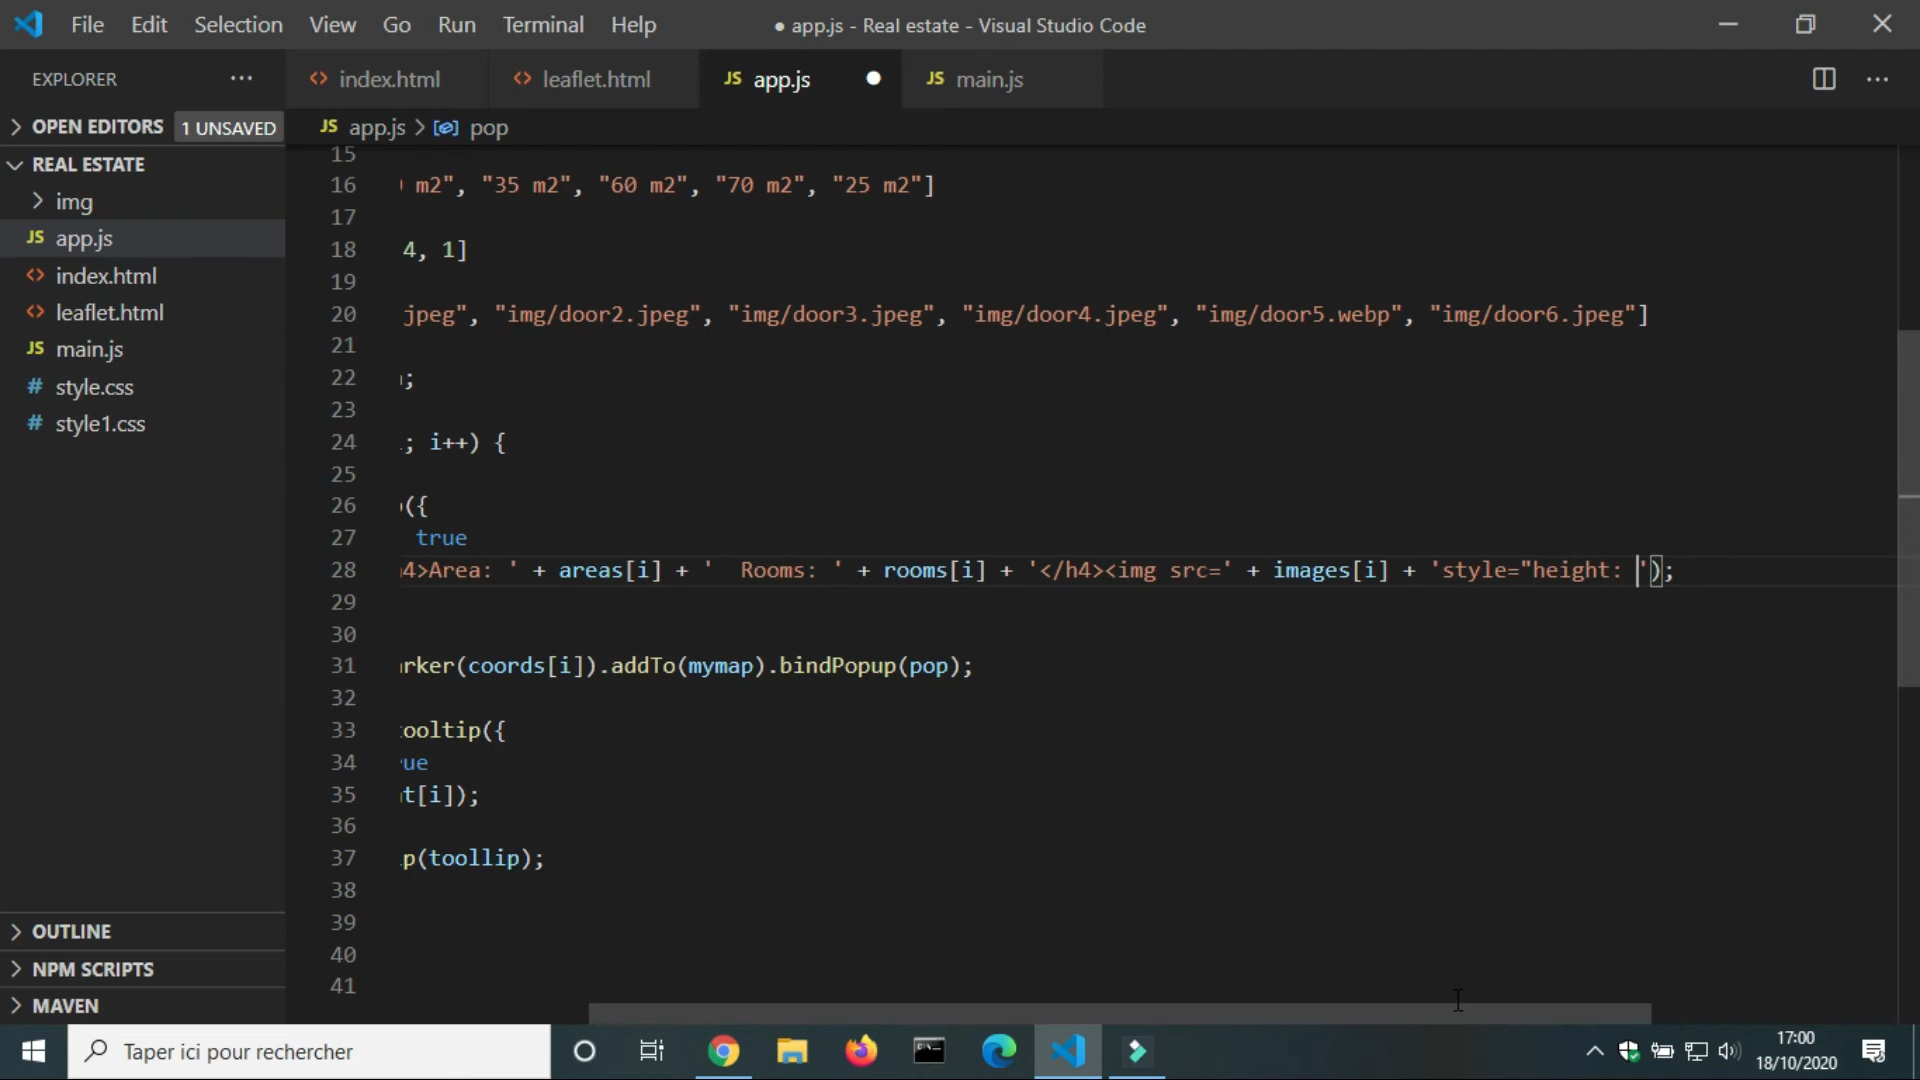 File Edit Selection View Go Run Terminal Help ● app.js - Real estate - Visual Studio Code
EXPLORER ··· <> index.html <> leaflet.html JS app.js JS main.js ···
OPEN EDITORS 1 UNSAVED JS app.js > pop
15
REAL ESTATE
16 m2", "35 m2", "60 m2", "70 m2", "25 m2"]
img
17
JS app.js
18 4, 1]
<> index.html
19
<> leaflet.html
20 jpeg", "img/door2.jpeg", "img/door3.jpeg", "img/door4.jpeg", "img/door5.webp", "img/door6.jpeg"]
JS main.js
21
22 ;
# style.css
23
# style1.css
24 ; i++) {
25
26 ({
27 true
28 4>Area: ' + areas[i] + '  Rooms: ' + rooms[i] + '</h4><img src=' + images[i] + 'style="height: ');
29
30
31 rker(coords[i]).addTo(mymap).bindPopup(pop);
32
33 ooltip({
34 ue
35 t[i]);
36
37 p(toollip);
38
39
OUTLINE
40
NPM SCRIPTS
41
MAVEN
Taper ici pour rechercher
17:00
18/10/2020